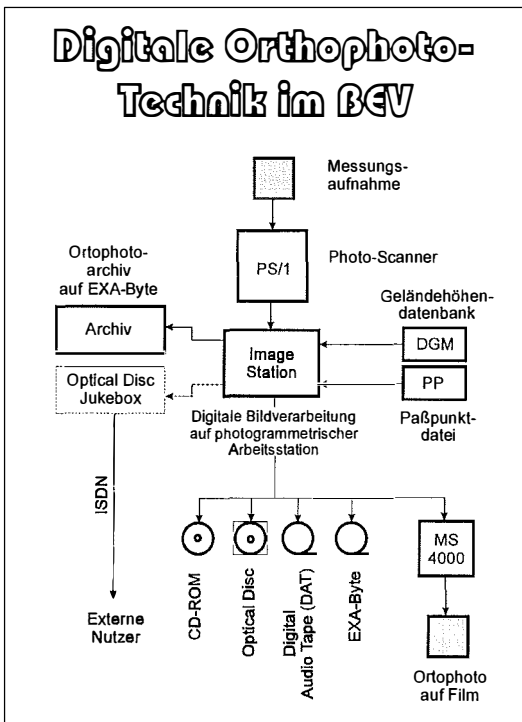 Digitale Orthophoto-
Technik im BEV
Messungs-
aufnahme
PS/1
Photo-Scanner
Ortophoto-
archiv
auf EXA-Byte
Archiv
Optical Disc
Jukebox
Image
Station
Geländehöhen-
datenbank
DGM
PP
Paßpunkt-
datei
Digitale Bildverarbeitung
auf photogrammetrischer
Arbeitsstation
ISDN
Externe
Nutzer
CD-ROM
Optical Disc
Digital
Audio Tape (DAT)
EXA-Byte
MS
4000
Ortophoto
auf Film